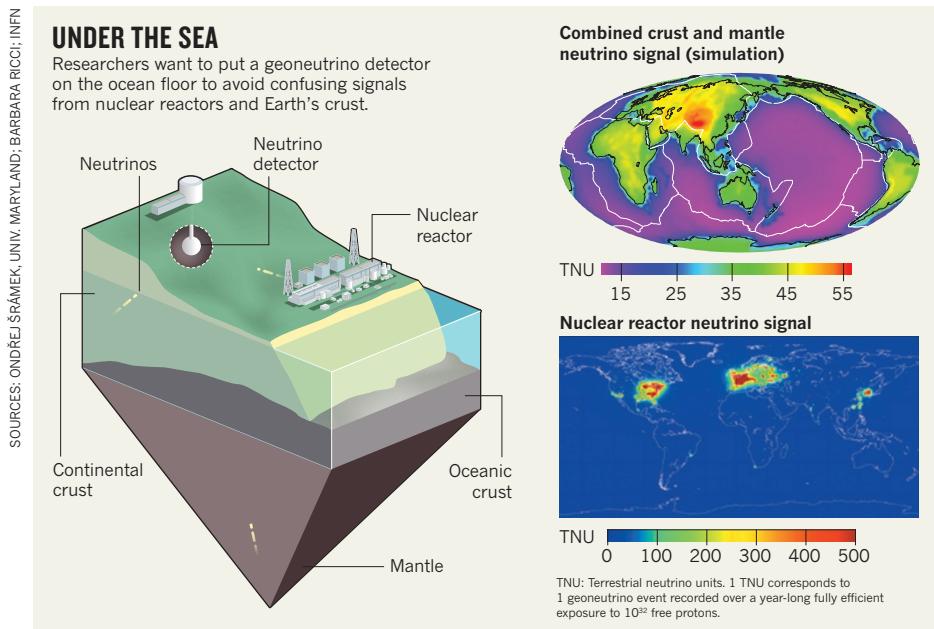 SOURCES: ONDŘEJ ŠRÁMEK, UNIV. MARYLAND; BARBARA RICCI; INFN
UNDER THE SEA
Researchers want to put a geoneutrino detector
on the ocean floor to avoid confusing signals
from nuclear reactors and Earth’s crust.
Neutrinos
Neutrino
detector
Nuclear
reactor
Continental
crust
Oceanic
crust
Mantle
Combined crust and mantle
neutrino signal (simulation)
TNU
15 25 35 45 55
Nuclear reactor neutrino signal
TNU
0 100 200 300 400 500
TNU: Terrestrial neutrino units. 1 TNU corresponds to
1 geoneutrino event recorded over a year-long fully efficient
exposure to 10³² free protons.